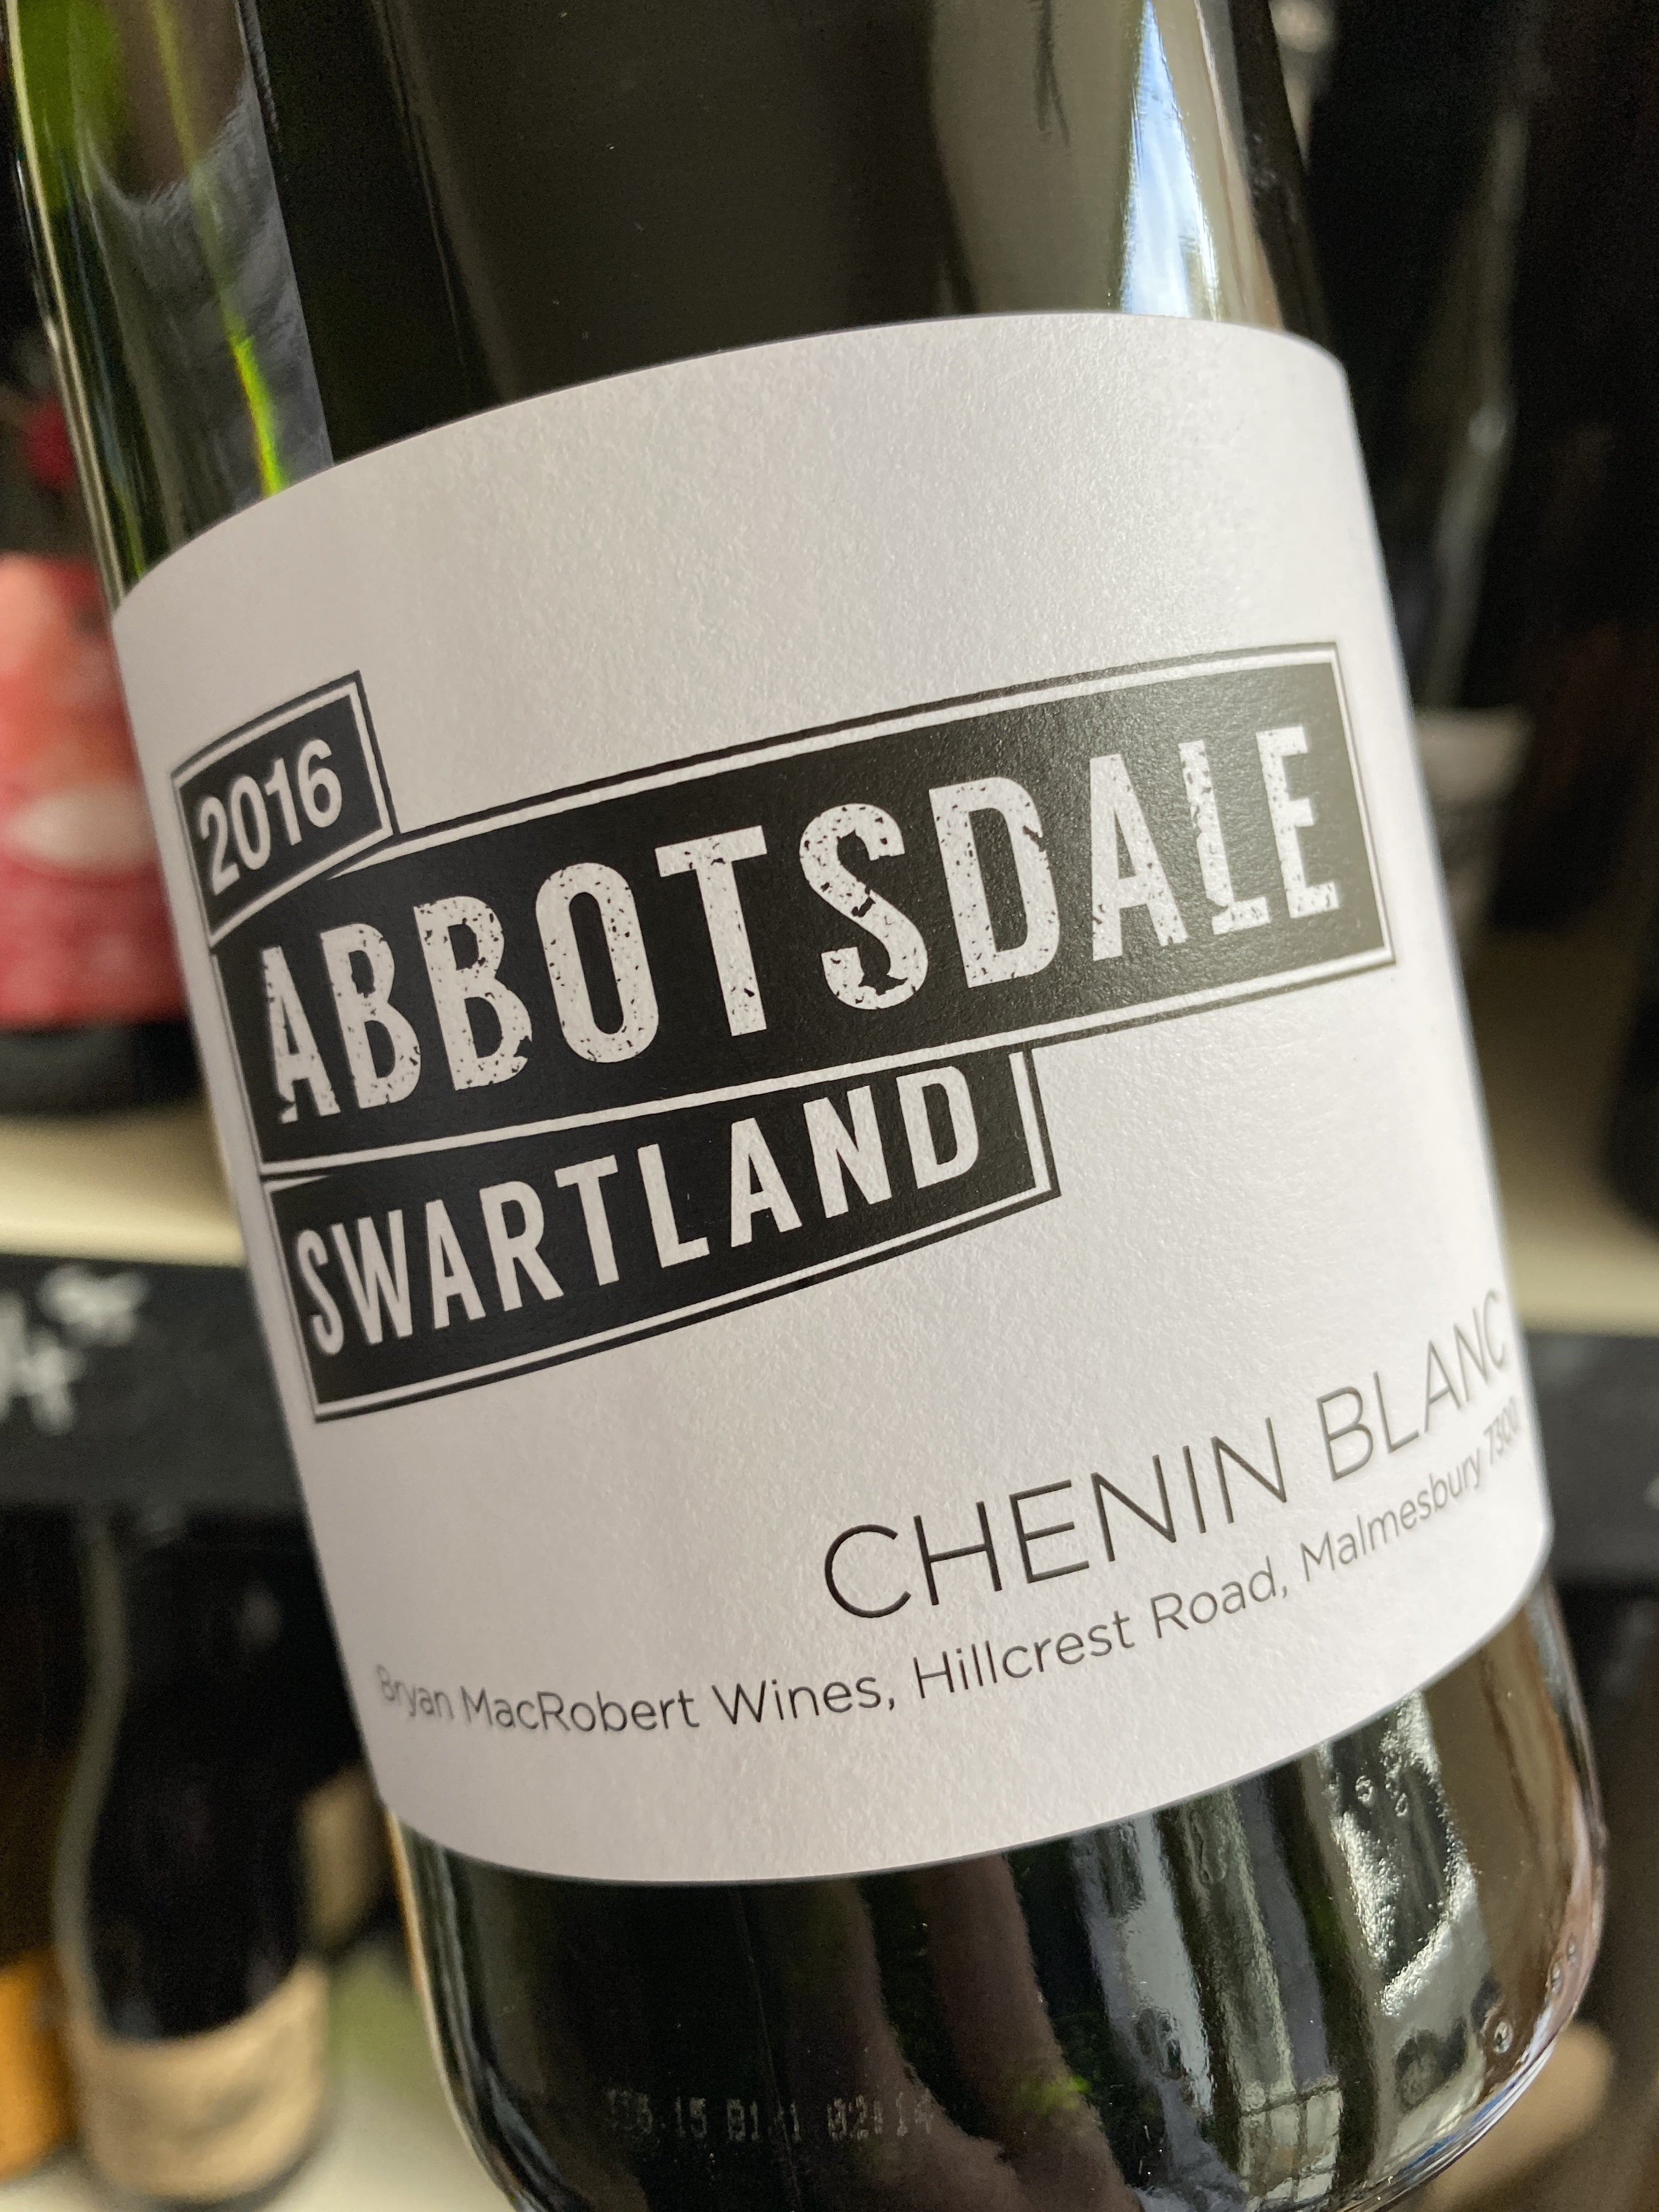 2016
ABBOTSDALE
SWARTLAND
CHENIN BLANC
Bryan MacRobert Wines, Hillcrest Road, Malmesbury 7300